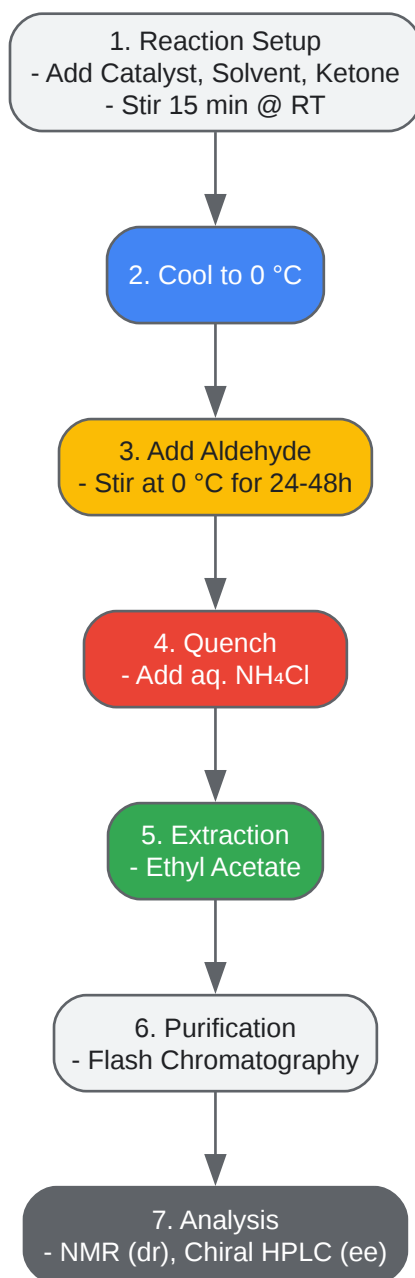 1. Reaction Setup
- Add Catalyst, Solvent, Ketone
- Stir 15 min @ RT
2. Cool to 0 °C
3. Add Aldehyde
- Stir at 0 °C for 24-48h
4. Quench
- Add aq. NH₄Cl
5. Extraction
- Ethyl Acetate
6. Purification
- Flash Chromatography
7. Analysis
- NMR (dr), Chiral HPLC (ee)